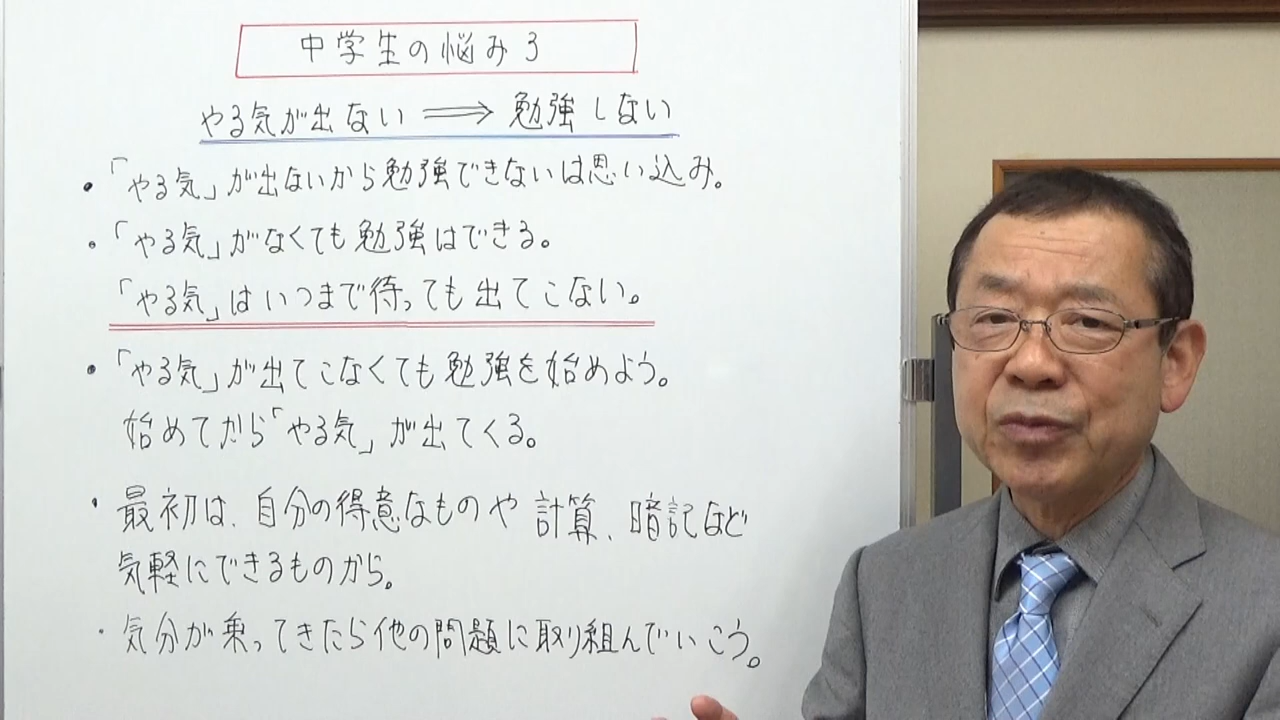 中学生の悩み3
やる気が出ない ⟹ 勉強しない
・「やる気」が出ないから勉強できないは思い込み。
・「やる気」がなくても勉強はできる。
「やる気」はいつまで待っても出てこない。
・「やる気」が出てこなくても勉強を始めよう。
始めてから「やる気」が出てくる。
・最初は、自分の得意なものや計算、暗記など
気軽にできるものから。
・気分が乗ってきたら他の問題に取り組んでいこう。